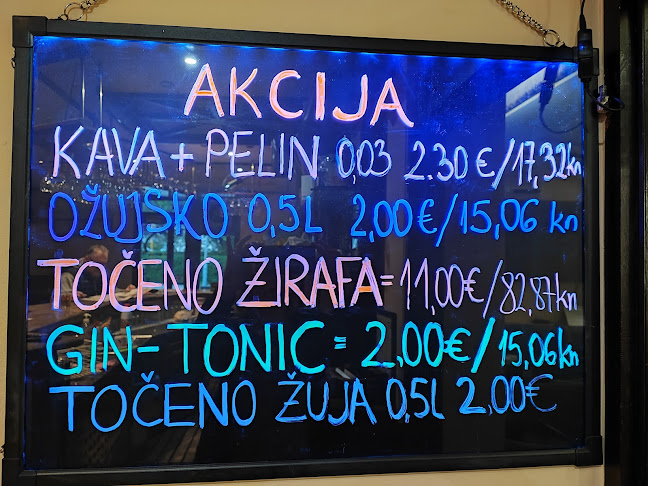 AKCIJA
KAVA + PELIN 0,03 2.30 €/17,32kn
OŽUJSKO 0,5L 2,00€/15,06 kn
TOČENO ŽIRAFA = 11,00€/82,87kn
GIN-TONIC = 2,00€/15,06kn
TOČENO ŽUJA 0,5l 2,00€